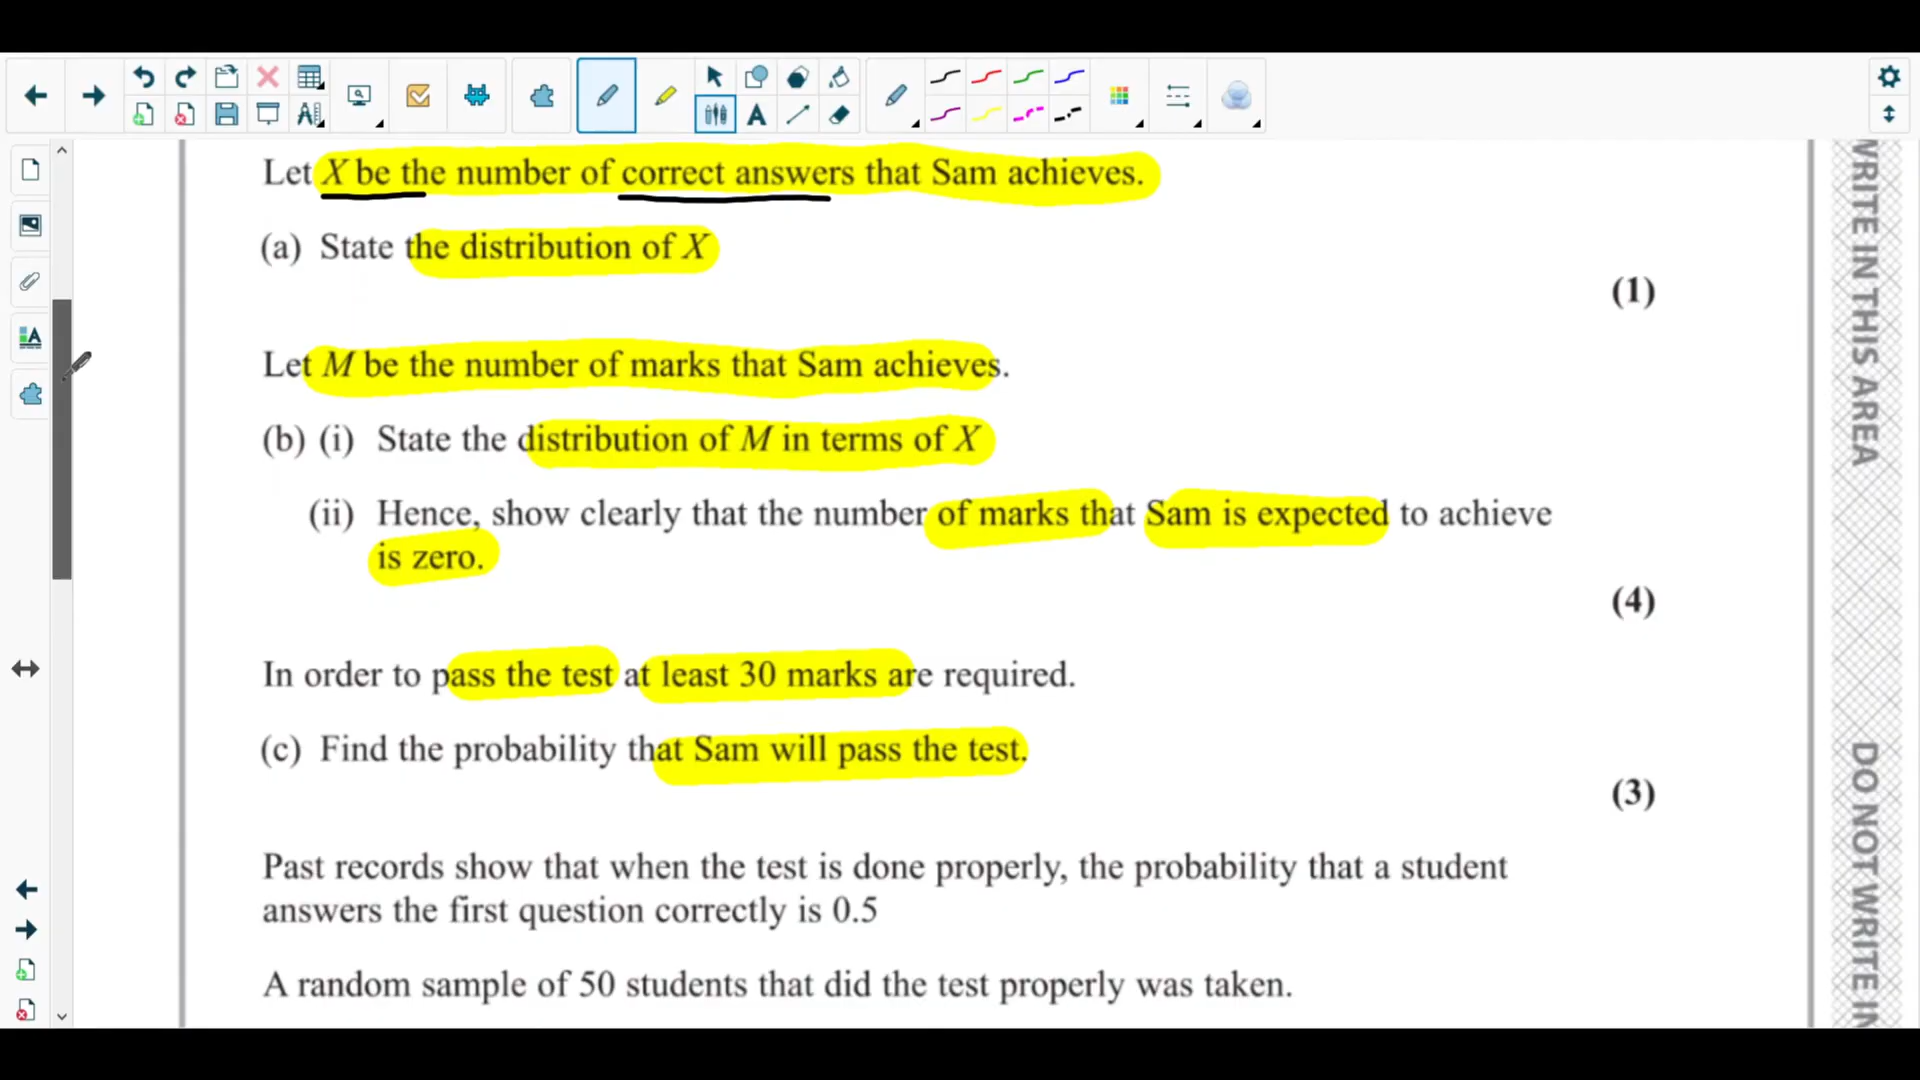 Let X be the number of correct answers that Sam achieves.
(a) State the distribution of X
(1)
Let M be the number of marks that Sam achieves.
(b) (i) State the distribution of M in terms of X
(ii) Hence, show clearly that the number of marks that Sam is expected to achieve
is zero.
(4)
In order to pass the test at least 30 marks are required.
(c) Find the probability that Sam will pass the test.
(3)
Past records show that when the test is done properly, the probability that a student
answers the first question correctly is 0.5
A random sample of 50 students that did the test properly was taken.
WRITE IN THIS AREA
DO NOT WRITE IN